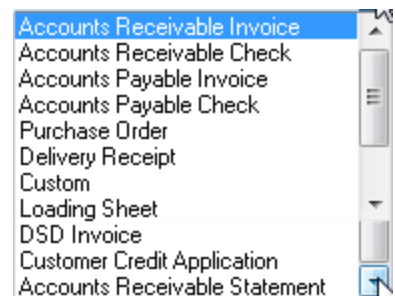 Accounts Receivable Invoice
Accounts Receivable Check
Accounts Payable Invoice
Accounts Payable Check
Purchase Order
Delivery Receipt
Custom
Loading Sheet
DSD Invoice
Customer Credit Application
Accounts Receivable Statement